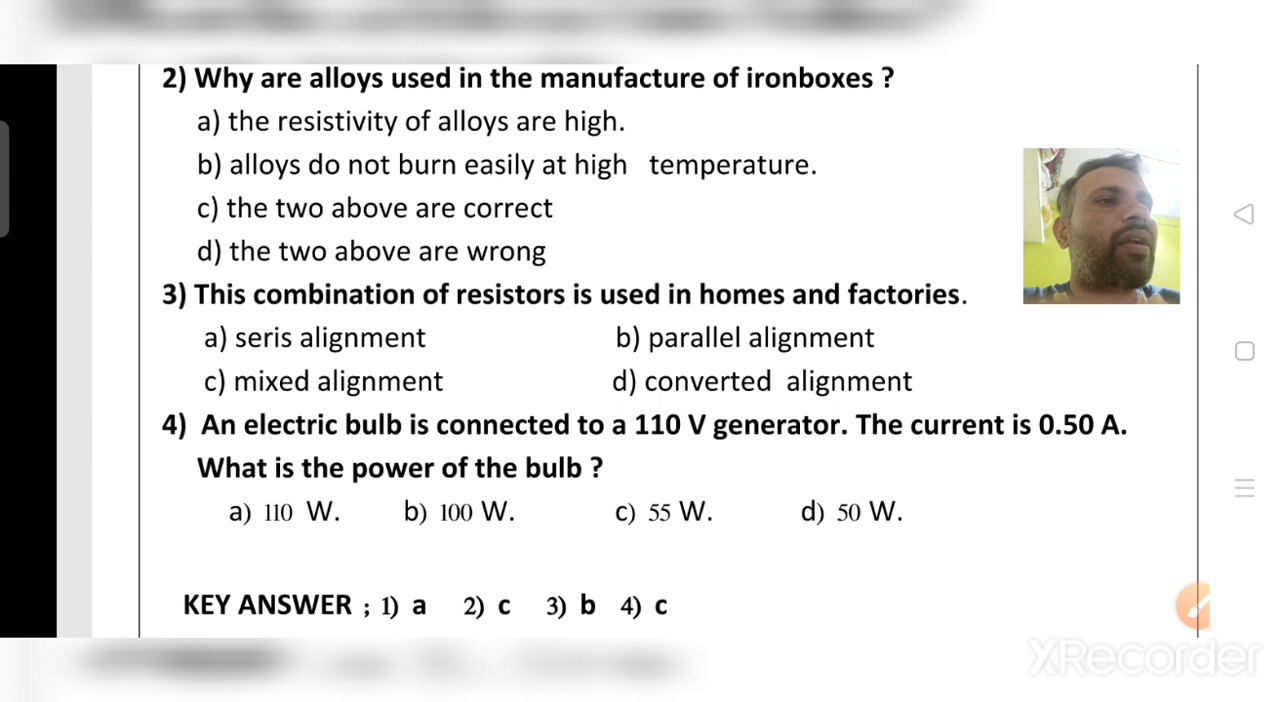 2) Why are alloys used in the manufacture of ironboxes ?
a) the resistivity of alloys are high.
b) alloys do not burn easily at high temperature.
c) the two above are correct
d) the two above are wrong
3) This combination of resistors is used in homes and factories.
a) seris alignment b) parallel alignment
c) mixed alignment d) converted alignment
4) An electric bulb is connected to a 110 V generator. The current is 0.50 A.
What is the power of the bulb ?
a) 110 W. b) 100 W. c) 55 W. d) 50 W.
KEY ANSWER ; 1) a 2) c 3) b 4) c
XRecorder